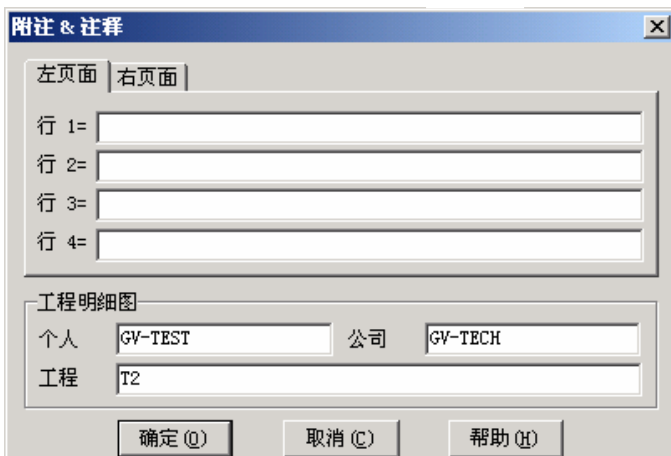 附注 & 注释
左页面 右页面
行 1=
行 2=
行 3=
行 4=
工程明细图
个人 GV-TEST 公司 GV-TECH
工程 T2
确定(O) 取消(C) 帮助(H)